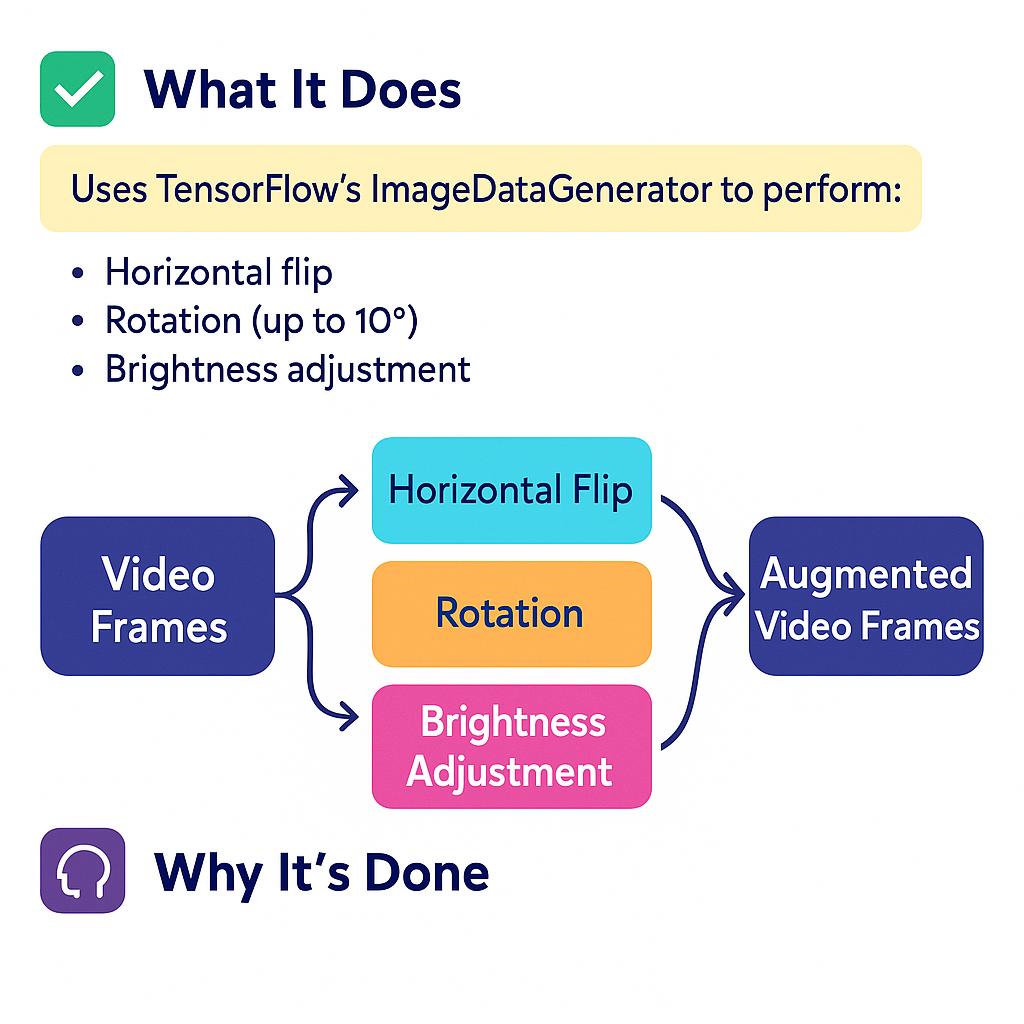 What It Does
Uses TensorFlow's ImageDataGenerator to perform:
• Horizontal flip
• Rotation (up to 10°)
• Brightness adjustment
Horizontal Flip
Video
Frames
Rotation
Augmented
Video Frames
Brightness
Adjustment
Why It's Done